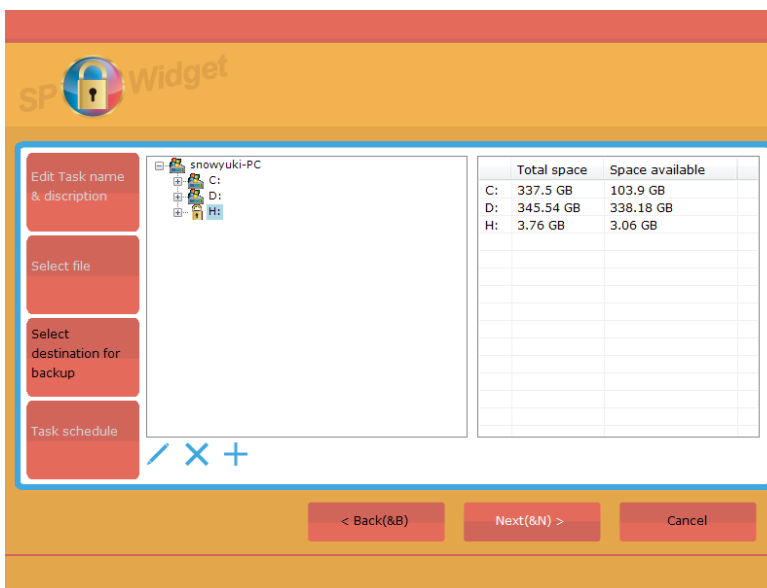 SP Widget
Edit Task name
& discription
Select file
Select
destination for
backup
Task schedule
snowyuki-PC
C:
D:
H:
Total space Space available
C: 337.5 GB 103.9 GB
D: 345.54 GB 338.18 GB
H: 3.76 GB 3.06 GB
< Back(&B)
Next(&N) >
Cancel